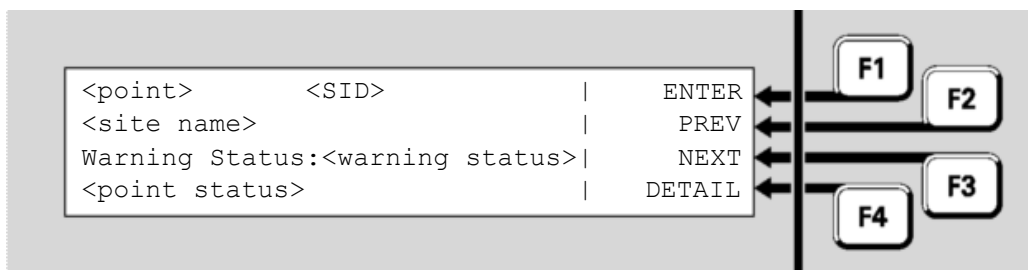 <point> <SID> | ENTER
<site name> | PREV
Warning Status:<warning status>| NEXT
<point status> | DETAIL
F1
F2
F3
F4